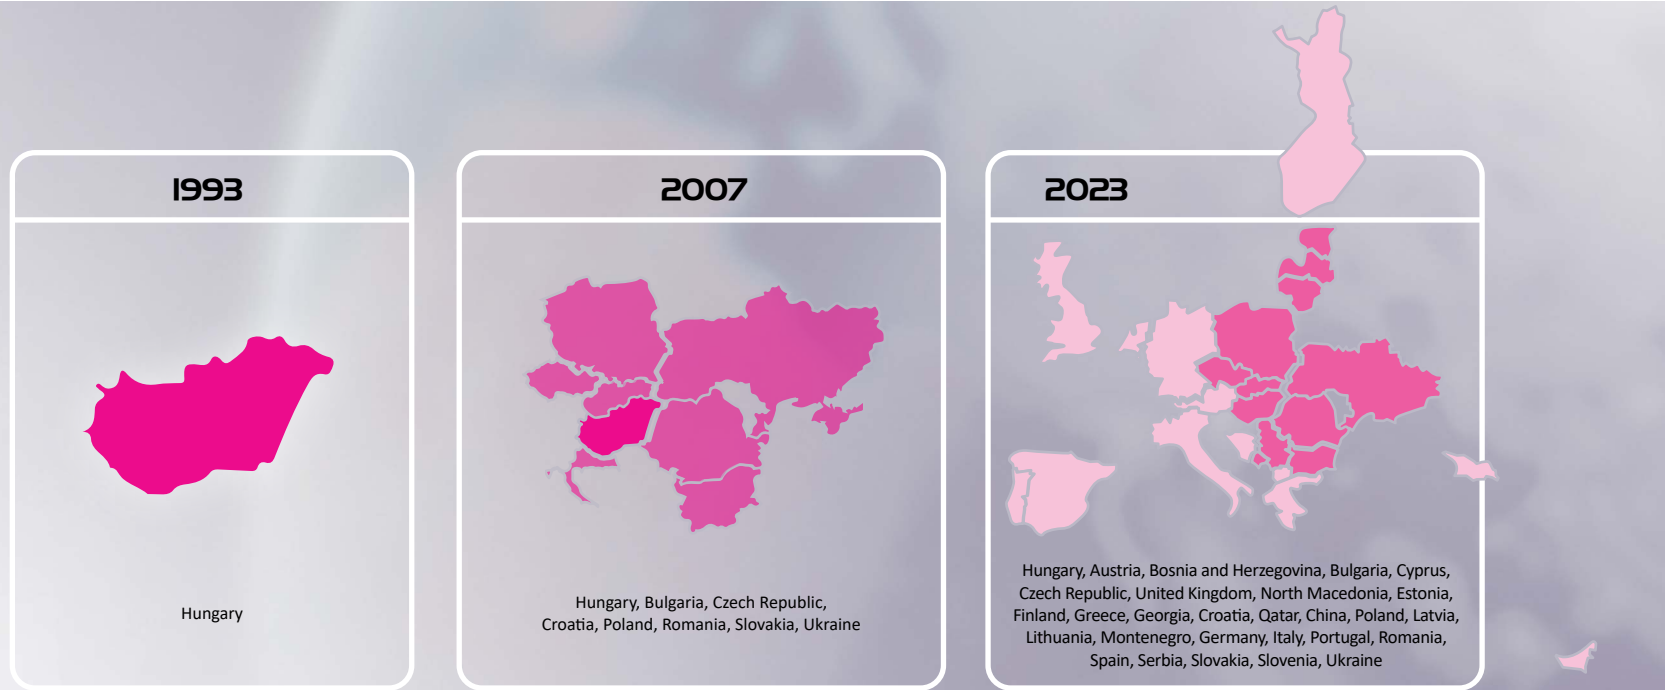 1993
2007
2023
Hungary
Hungary, Bulgaria, Czech Republic,
Croatia, Poland, Romania, Slovakia, Ukraine
Hungary, Austria, Bosnia and Herzegovina, Bulgaria, Cyprus,
Czech Republic, United Kingdom, North Macedonia, Estonia,
Finland, Greece, Georgia, Croatia, Qatar, China, Poland, Latvia,
Lithuania, Montenegro, Germany, Italy, Portugal, Romania,
Spain, Serbia, Slovakia, Slovenia, Ukraine